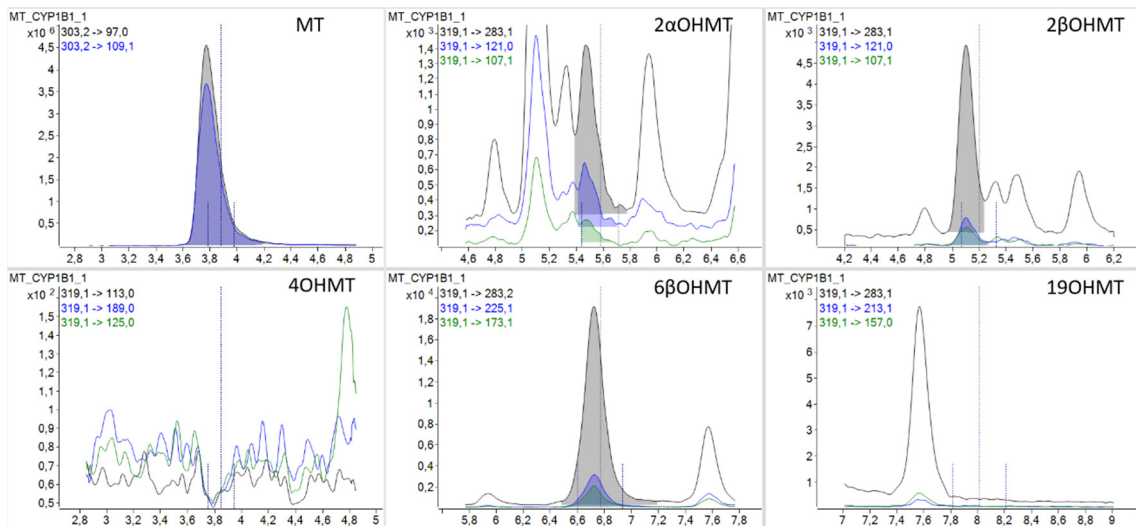 MT_CYP1B1_1
MT
x10 6
303,2 -> 97,0
303,2 -> 109,1
4,5
4
3,5
3
2,5
2
1,5
1
0,5
2,8 3 3,2 3,4 3,6 3,8 4 4,2 4,4 4,6 4,8 5
MT_CYP1B1_1
2αOHMT
x10 3
319,1 -> 283,1
319,1 -> 121,0
319,1 -> 107,1
1,5
1,4
1,3
1,2
1,1
1
0,9
0,8
0,7
0,6
0,5
0,4
0,3
0,2
4,6 4,8 5 5,2 5,4 5,6 5,8 6 6,2 6,4 6,6
MT_CYP1B1_1
2βOHMT
x10 3
319,1 -> 283,1
319,1 -> 121,0
319,1 -> 107,1
4,5
4
3,5
3
2,5
2
1,5
1
0,5
4,2 4,4 4,6 4,8 5 5,2 5,4 5,6 5,8 6 6,2
MT_CYP1B1_1
4OHMT
x10 2
319,1 -> 113,0
319,1 -> 189,0
319,1 -> 125,0
1,5
1,4
1,3
1,2
1,1
1
0,9
0,8
0,7
0,6
0,5
2,8 3 3,2 3,4 3,6 3,8 4 4,2 4,4 4,6 4,8 5
MT_CYP1B1_1
6βOHMT
x10 4
319,1 -> 283,2
319,1 -> 225,1
319,1 -> 173,1
2
1,8
1,6
1,4
1,2
1
0,8
0,6
0,4
0,2
5,8 6 6,2 6,4 6,6 6,8 7 7,2 7,4 7,6 7,8
MT_CYP1B1_1
19OHMT
x10 3
319,1 -> 283,1
319,1 -> 213,1
319,1 -> 157,0
7
6
5
4
3
2
1
7 7,2 7,4 7,6 7,8 8 8,2 8,4 8,6 8,8 9